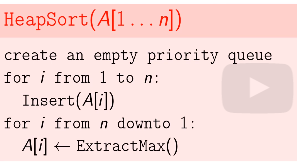 HeapSort(A[1...n])
create an empty priority queue
for i from 1 to n:
Insert(A[i])
for i from n downto 1:
A[i] ← ExtractMax()